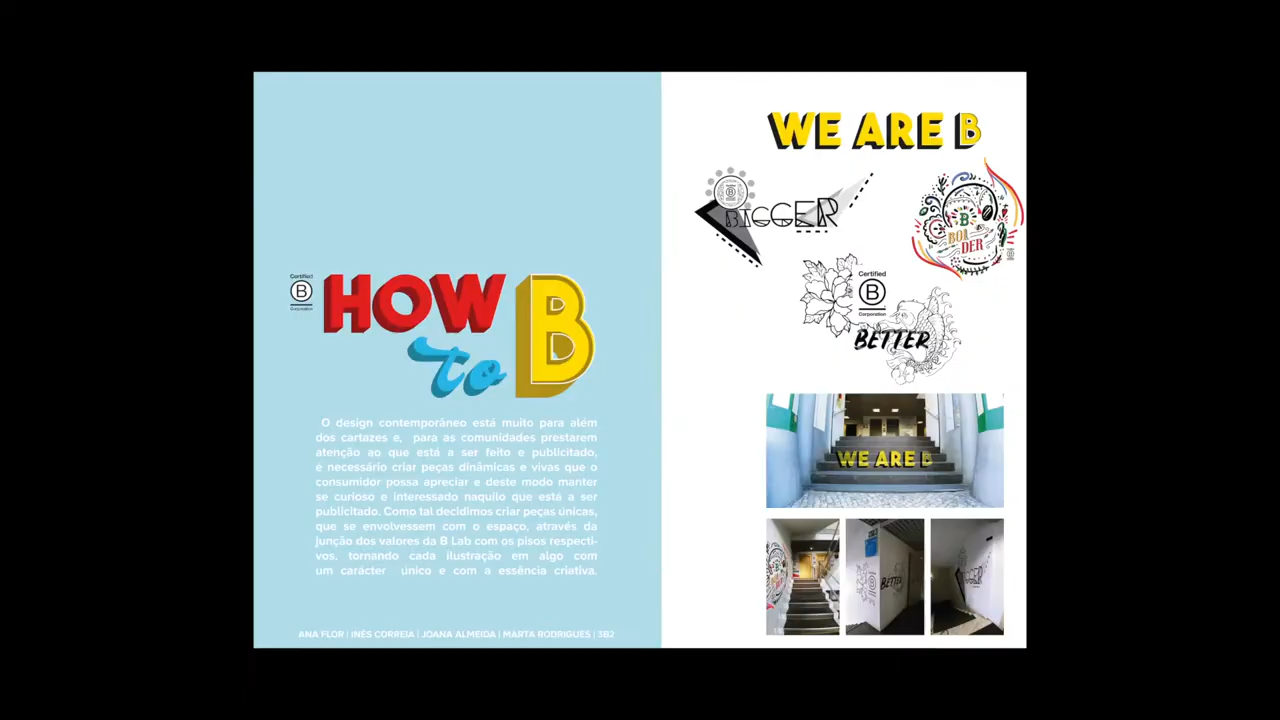 Certified
B
Corporation
HOW
to B
O design contemporâneo está muito para além
dos cartazes e, para as comunidades prestarem
atenção ao que está a ser feito e publicitado,
é necessário criar peças dinâmicas e vivas que o
consumidor possa apreciar e deste modo manter
se curioso e interessado naquilo que está a ser
publicitado. Como tal decidimos criar peças únicas,
que se envolvessem com o espaço, através da
junção dos valores da B Lab com os pisos respecti-
vos, tornando cada ilustração em algo com
um carácter único e com a essência criativa.
ANA FLOR | INÊS CORREIA | JOANA ALMEIDA | MARTA RODRIGUES | 3B2
WE ARE B
BIGGER
B
BOL
DER
Certified
B
Corporation
BETTER
WE ARE B
BETTER
BIGGER